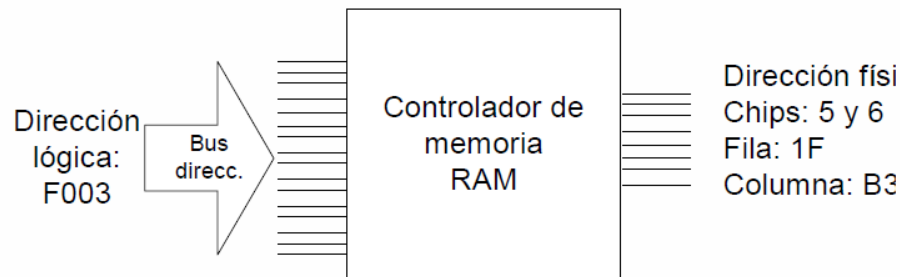 Dirección
lógica:
F003
Bus
direcc.
Controlador de
memoria
RAM
Dirección físi
Chips: 5 y 6
Fila: 1F
Columna: B3